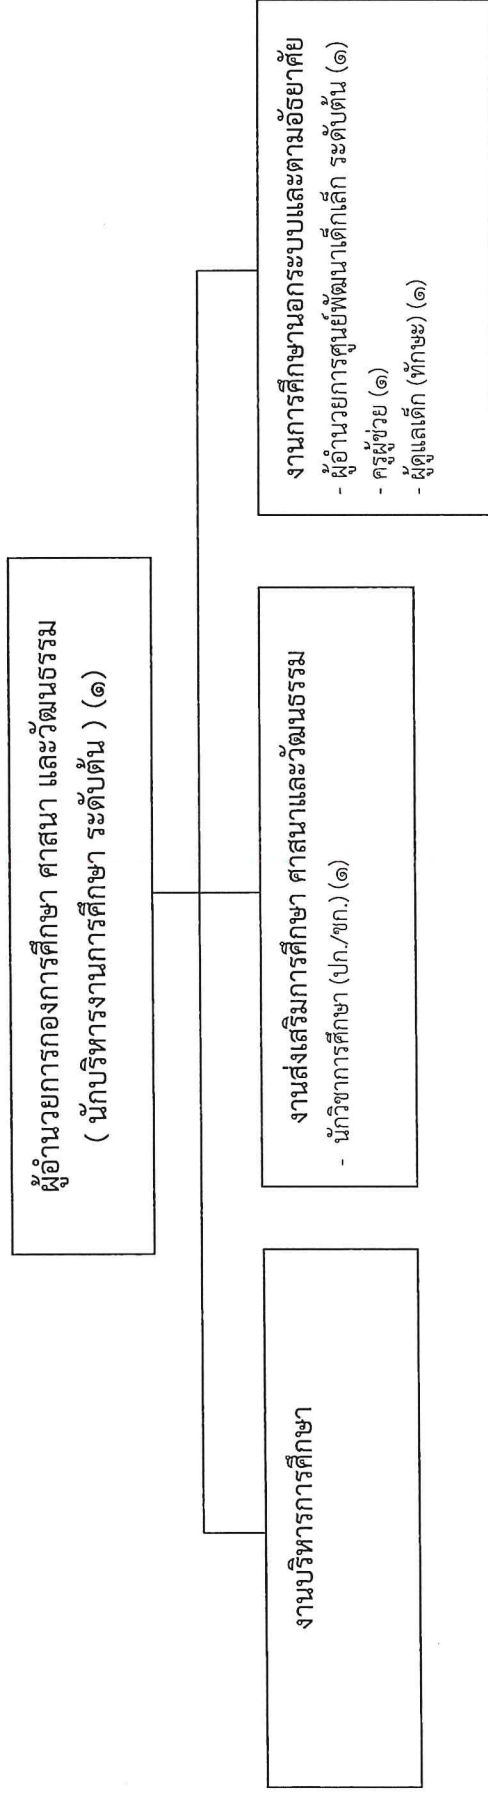 ผู้อำนวยการกองการศึกษา ศาสนา และวัฒนธรรม
( นักบริหารงานการศึกษา ระดับต้น ) (๑)
งานบริหารการศึกษา
งานส่งเสริมการศึกษา ศาสนาและวัฒนธรรม
- นักวิชาการศึกษา (ปก./ชก.) (๑)
งานการศึกษานอกระบบและตามอัธยาศัย
- ผู้อำนวยการศูนย์พัฒนาเด็กเล็ก ระดับต้น (๑)
- ครูผู้ช่วย (๑)
- ผู้ดูแลเด็ก (ทักษะ) (๑)